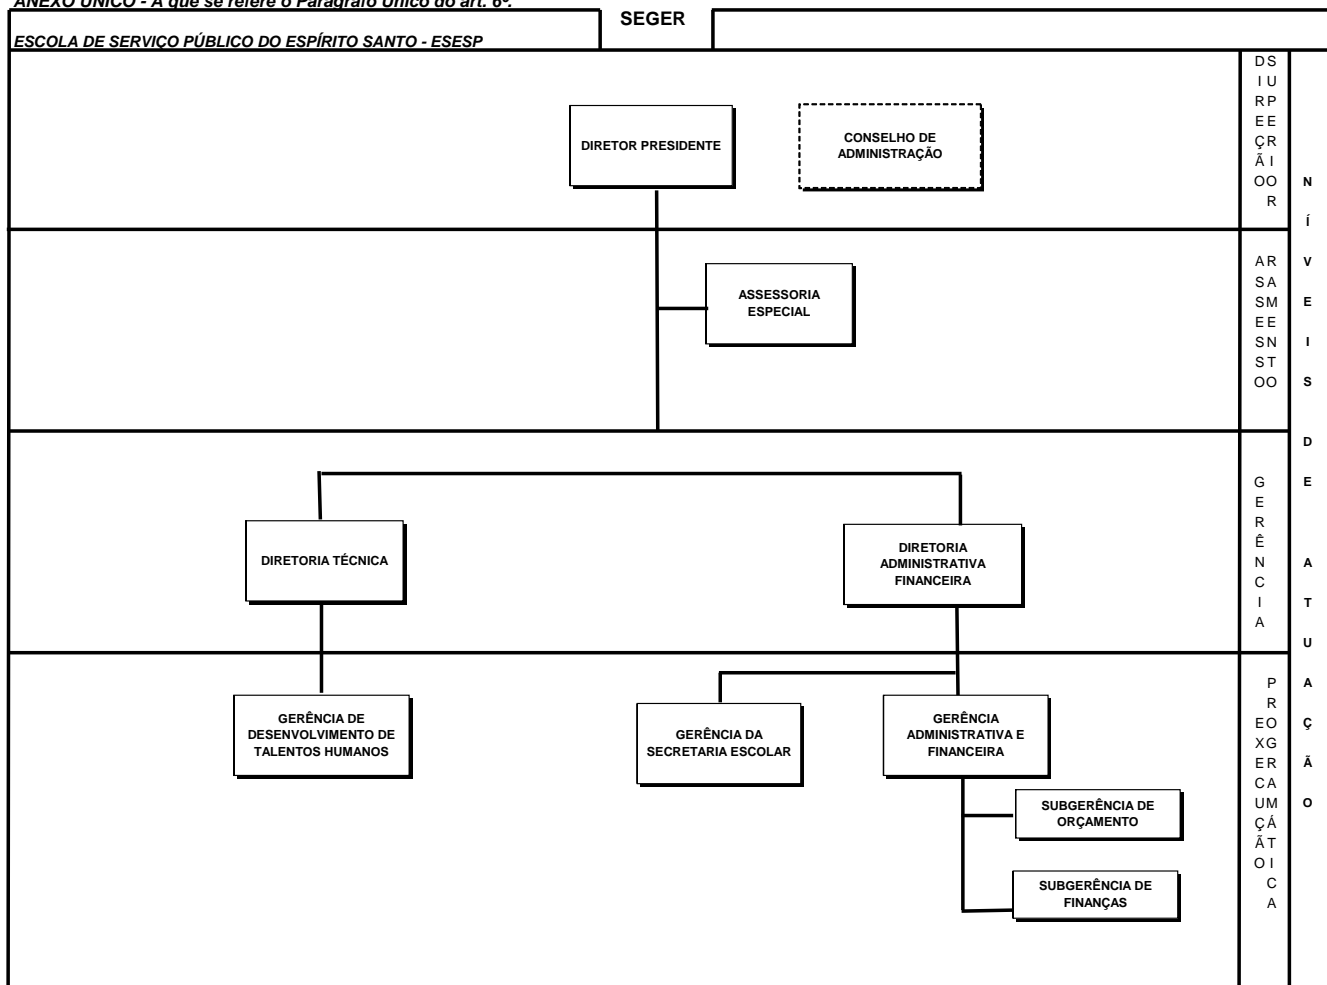 ANEXO ÚNICO - A que se refere o Parágrafo Único do art. 6º.
SEGER
ESCOLA DE SERVIÇO PÚBLICO DO ESPÍRITO SANTO - ESESP
DIRETOR PRESIDENTE
CONSELHO DE
ADMINISTRAÇÃO
DIREÇÃO SUPERIOR
ASSESSORIA
ESPECIAL
ASSESSORAMENTO
DIRETORIA TÉCNICA
DIRETORIA
ADMINISTRATIVA
FINANCEIRA
GERÊNCIA
GERÊNCIA DE
DESENVOLVIMENTO DE
TALENTOS HUMANOS
GERÊNCIA DA
SECRETARIA ESCOLAR
GERÊNCIA
ADMINISTRATIVA E
FINANCEIRA
SUBGERÊNCIA DE
ORÇAMENTO
SUBGERÊNCIA DE
FINANÇAS
EXECUÇÃO PROGRAMÁTICA
NÍVEIS DE ATUAÇÃO